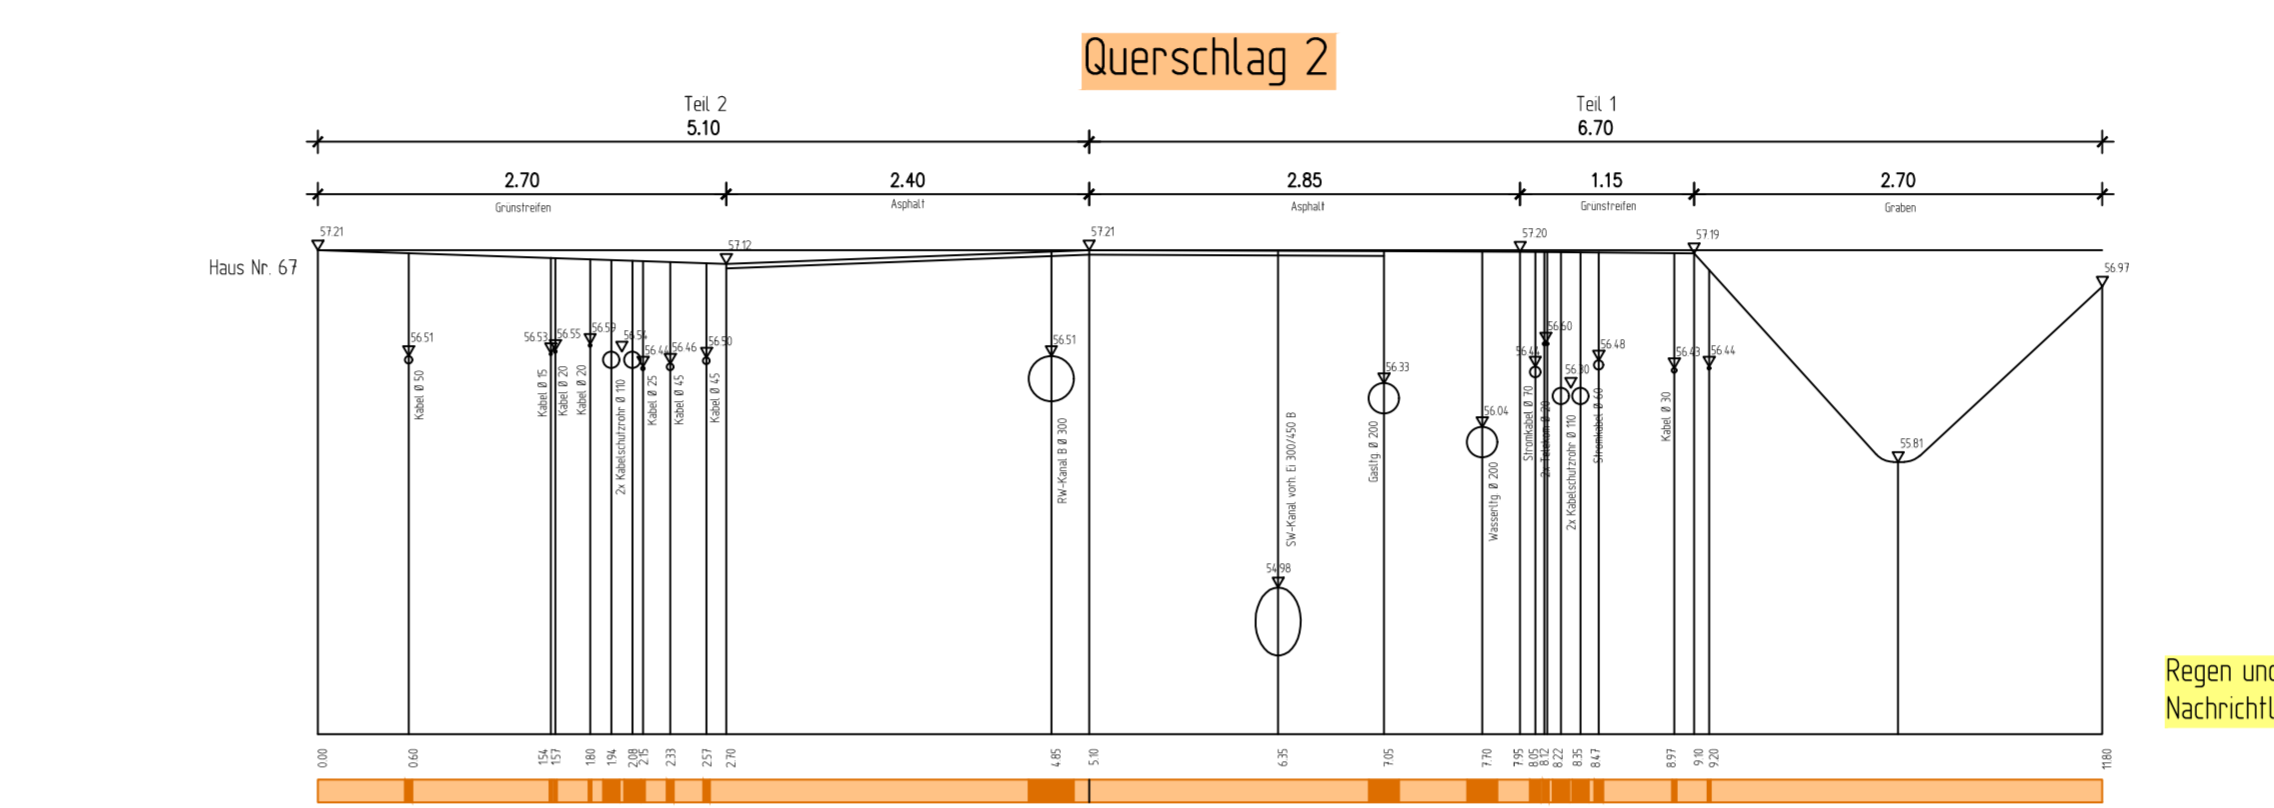 Querschlag 2
Teil 2
Teil 1
5.10
6.70
2.70
2.40
2.85
1.15
2.70
Grünstreifen
Asphalt
Asphalt
Grünstreifen
Graben
57.21
57.12
57.21
57.20
57.19
56.97
Haus Nr. 67
56.51
56.53
56.55
56.59
56.54
56.44
56.46
56.50
56.51
54.98
56.33
56.04
56.60
56.30
56.48
56.43
56.44
55.81
Kabel Ø 50
Kabel Ø 15
Kabel Ø 20
Kabel Ø 20
2x Kabelschutzrohr Ø 110
Kabel Ø 25
Kabel Ø 45
Kabel Ø 45
RW-Kanal B Ø 300
SW-Kanal vorh. Ei 300/450 B
Gasltg. Ø 200
Wasserltg Ø 200
Stromkabel Ø 70
2x Telekom Ø 20
2x Kabelschutzrohr Ø 110
Stromkabel Ø 60
Kabel Ø 30
Regen und
0.00
0.60
1.54
1.57
1.80
1.94
2.08
2.15
2.33
2.57
2.70
4.85
5.10
6.35
7.05
7.70
7.95
8.05
8.12
8.22
8.35
8.47
8.97
9.10
9.20
11.80